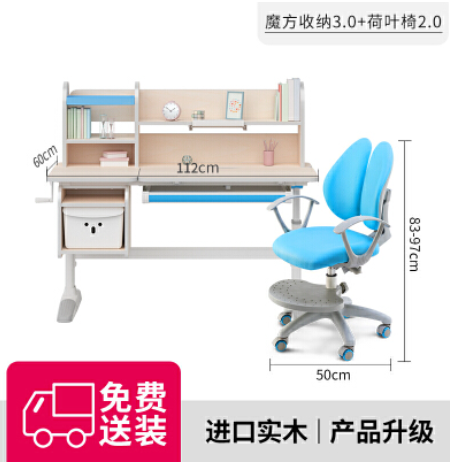 魔方收纳3.0+荷叶椅2.0
60cm
112cm
83-97cm
50cm
免费
送装
进口实木|产品升级